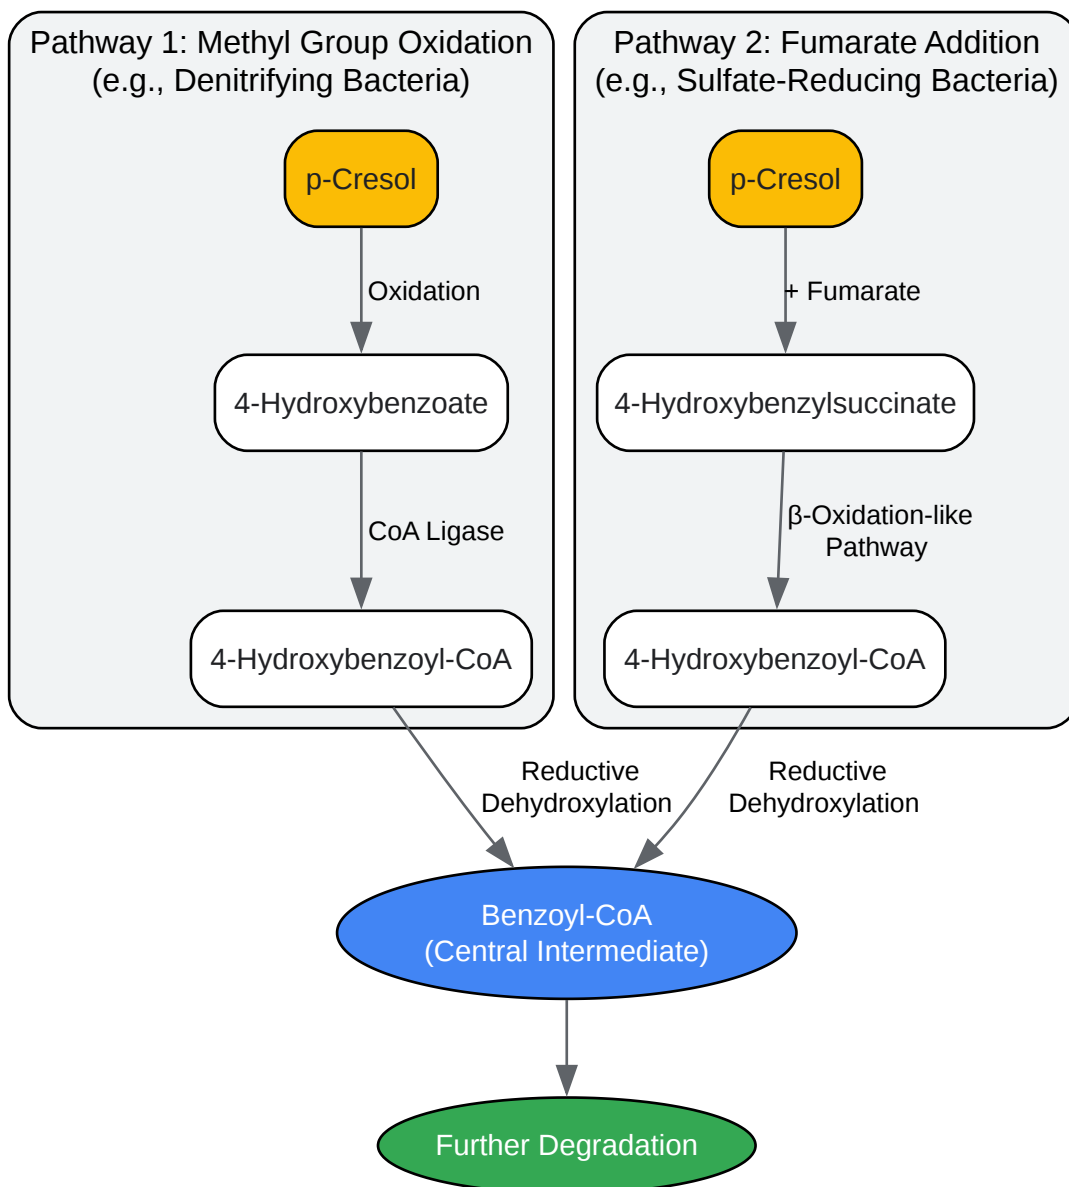 Pathway 1: Methyl Group Oxidation
(e.g., Denitrifying Bacteria)
p-Cresol
Oxidation
4-Hydroxybenzoate
CoA Ligase
4-Hydroxybenzoyl-CoA
Reductive
Dehydroxylation
Pathway 2: Fumarate Addition
(e.g., Sulfate-Reducing Bacteria)
p-Cresol
+ Fumarate
4-Hydroxybenzylsuccinate
β-Oxidation-like
Pathway
4-Hydroxybenzoyl-CoA
Reductive
Dehydroxylation
Benzoyl-CoA
(Central Intermediate)
Further Degradation